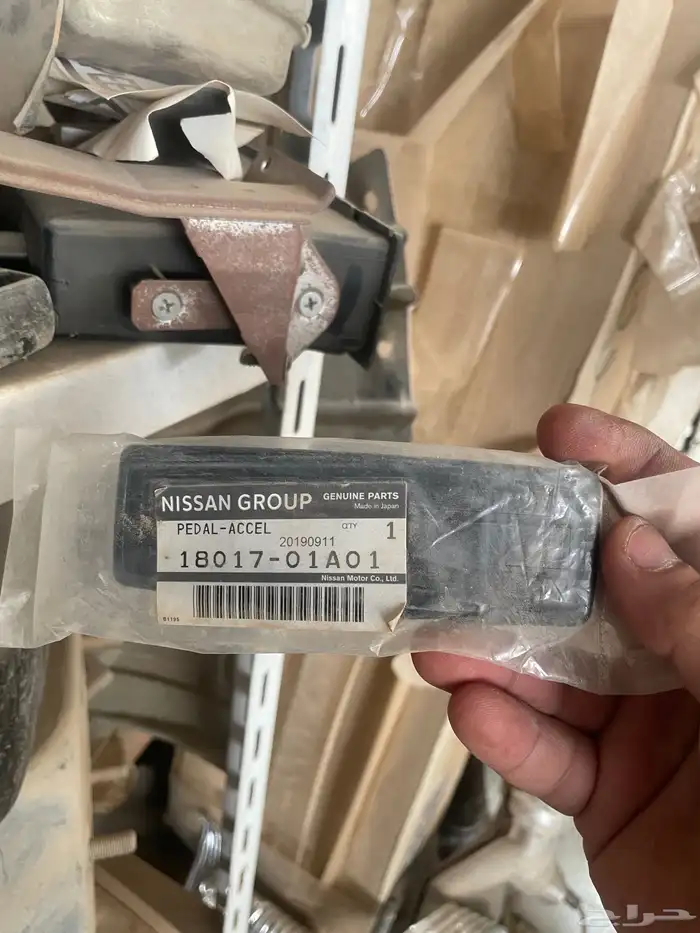 NISSAN GROUP GENUINE PARTS
Made in Japan
PEDAL-ACCEL QTY 1
20190911
18017-01A01
Nissan Motor Co., Ltd.
B1195
حراج